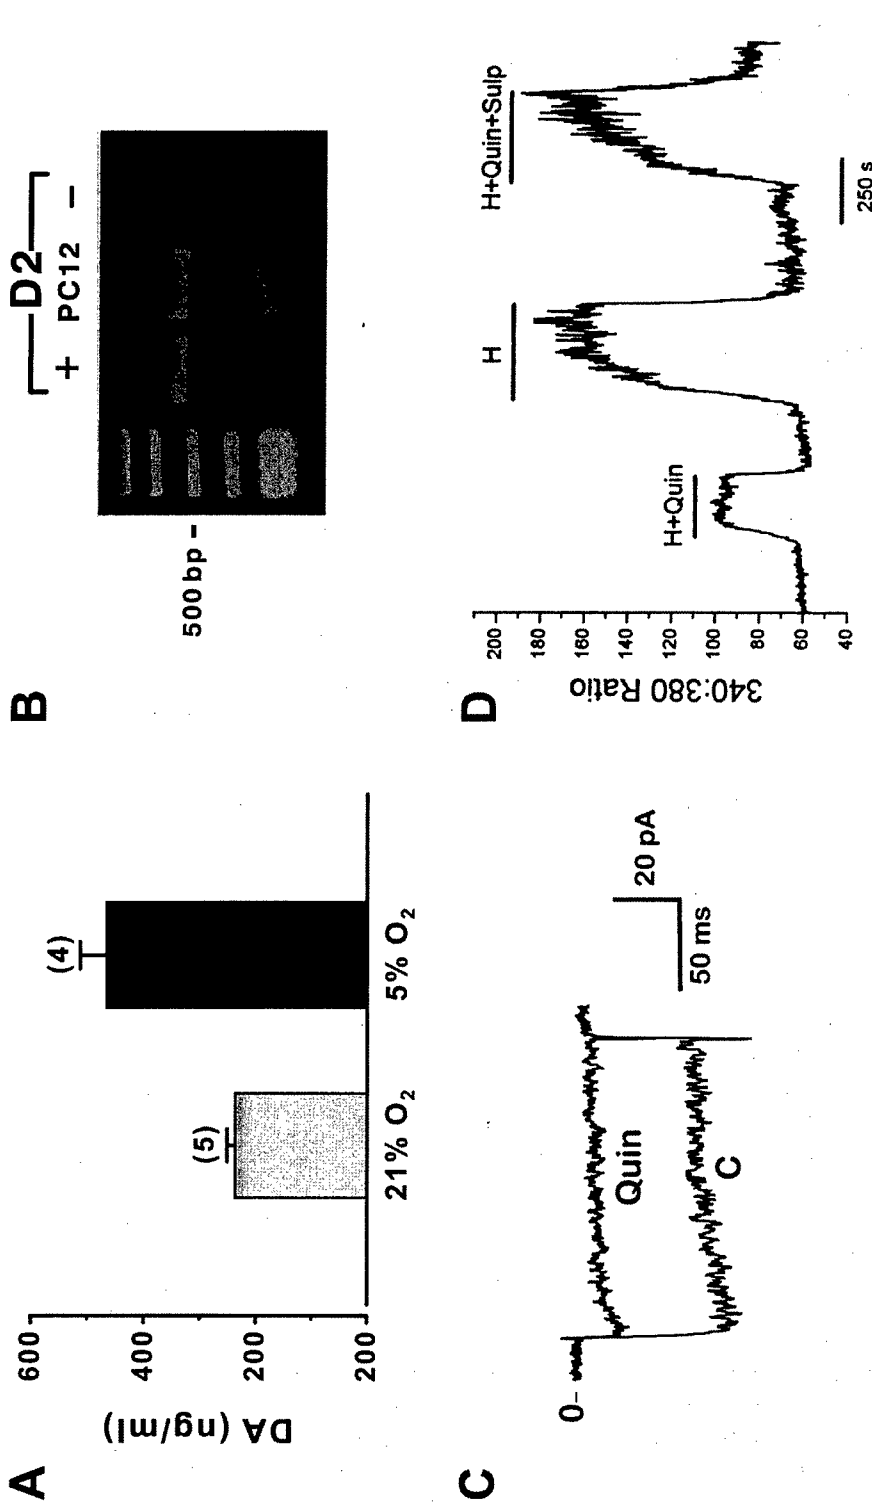 A
600
400
200
200
DA (ng/ml)
(5)
(4)
21% O2
5% O2
B
D2
+ PC12 -
500 bp -
C
0-
Quin
C
20 pA
50 ms
D
340:380 Ratio
200
180
160
140
120
100
80
60
40
H+Quin
H
H+Quin+Sulp
250 s